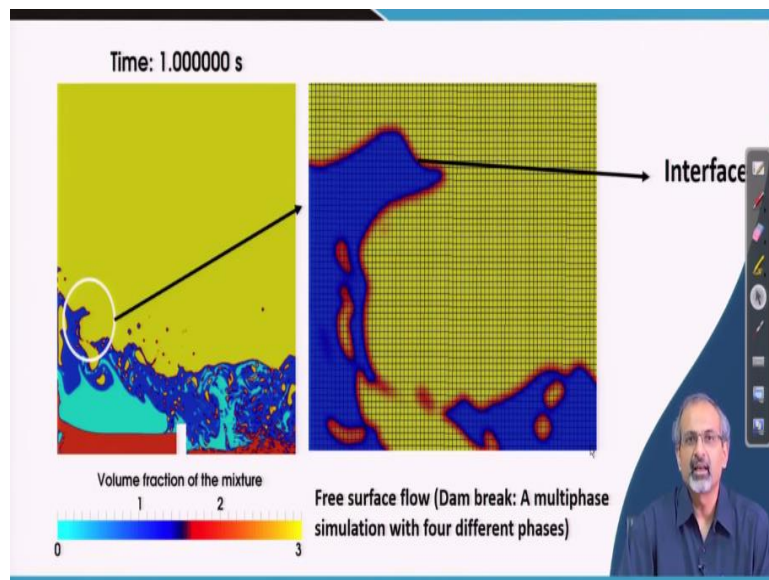 Time: 1.000000 s
Interface
Volume fraction of the mixture
1 2
0 3
Free surface flow (Dam break: A multiphase
simulation with four different phases)